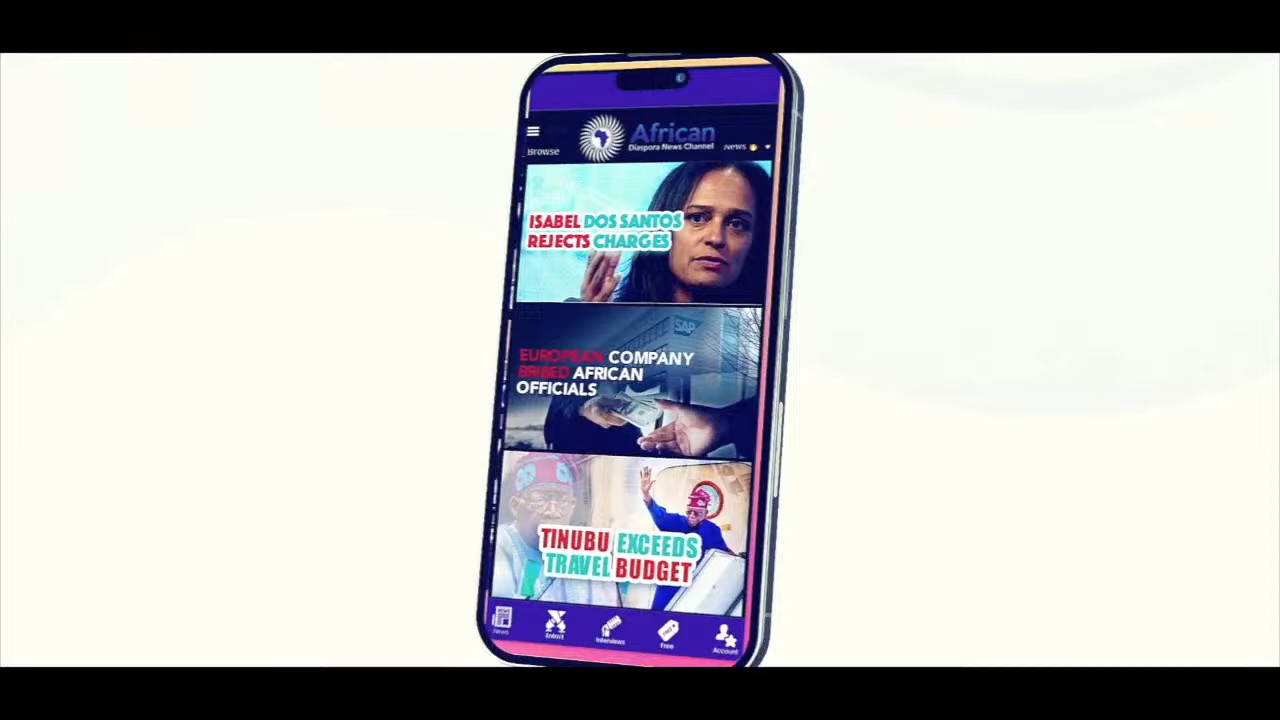 African
Diaspora News Channel
Browse
News
ISABEL DOS SANTOS
REJECTS CHARGES
SAP
EUROPEAN COMPANY
BRIBED AFRICAN
OFFICIALS
TINUBU EXCEEDS
TRAVEL BUDGET
News
Interviews
Free
Account